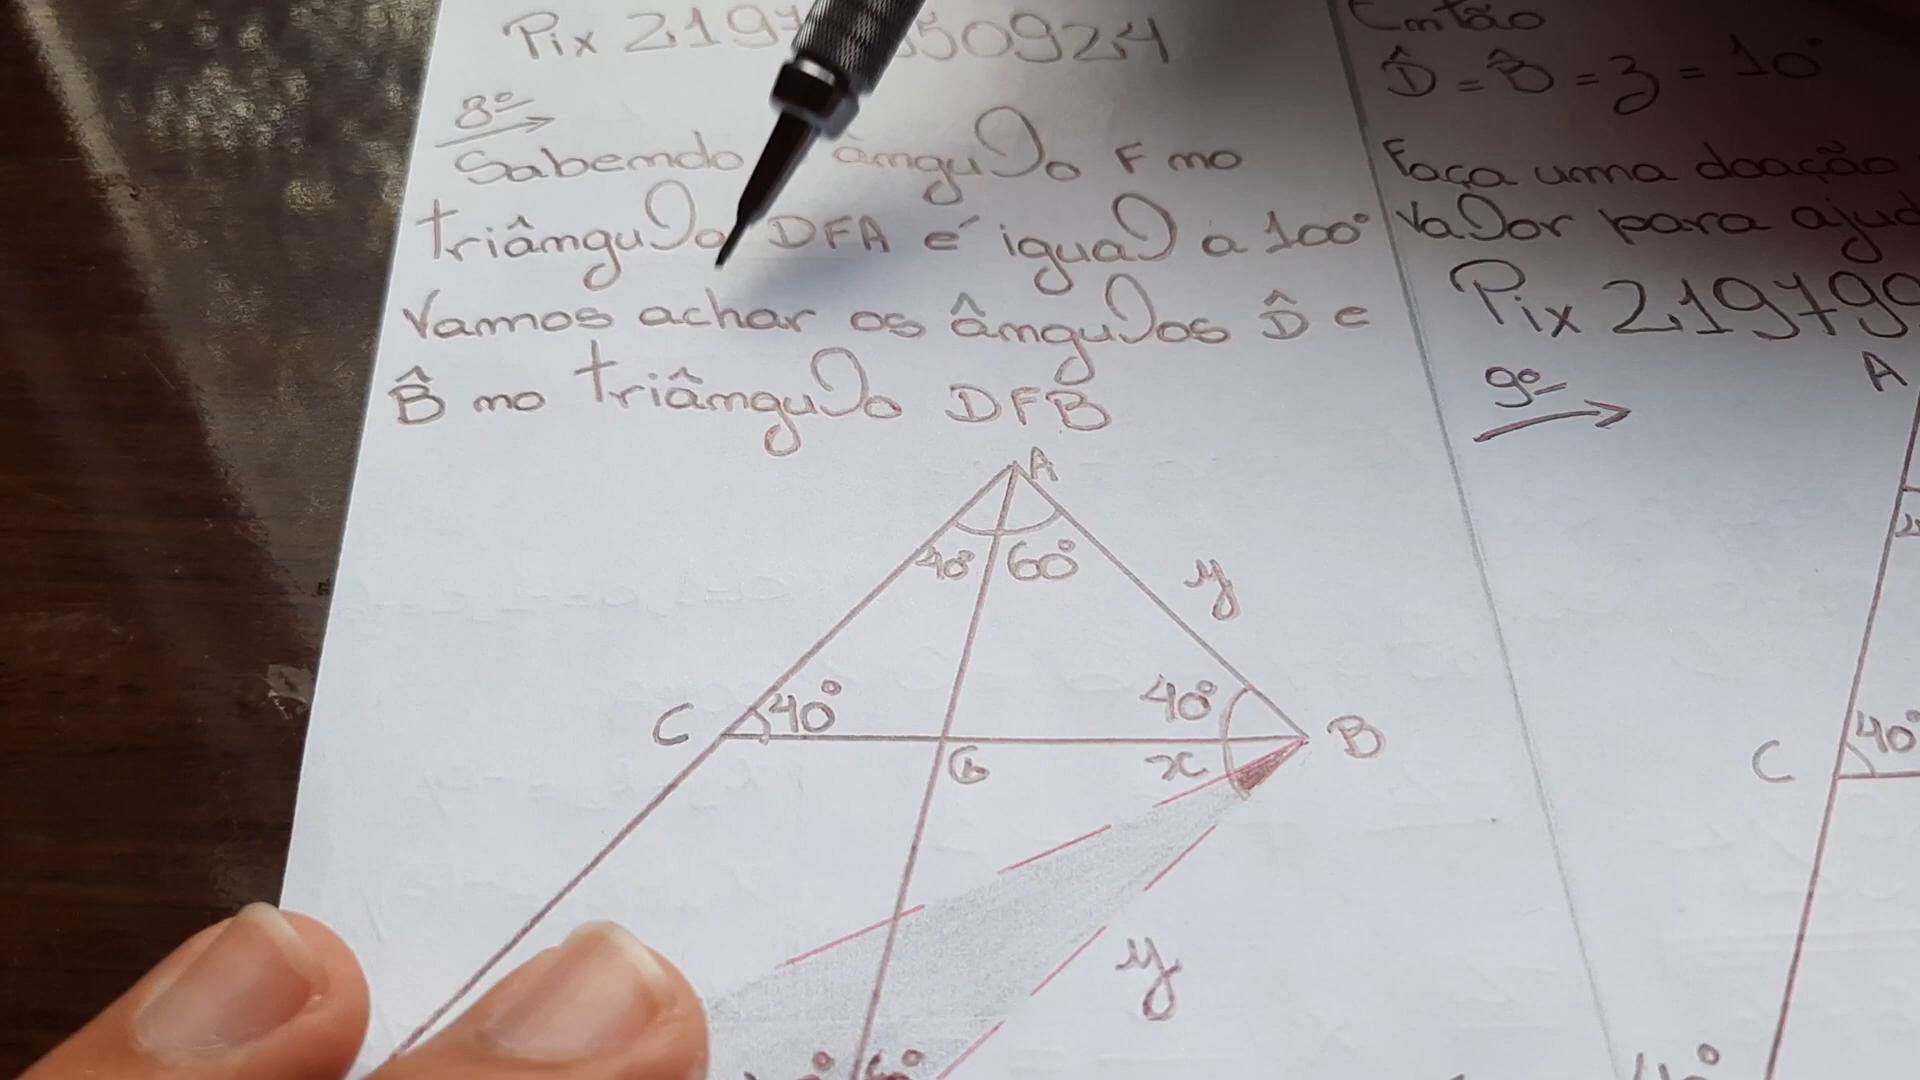 Pix 2197 50924
8º
Sabendo ângulo F no
triângulo DFA é igual a 100°
Vamos achar os ângulos D̂ e
B̂ no triângulo DFB
A
40° 60°
y
C 40° 40° B
G x
y
Então
D̂ = B̂ = z = 10°
Faça uma doação
valor para ajud
Pix 21979
9º
A
40°
C